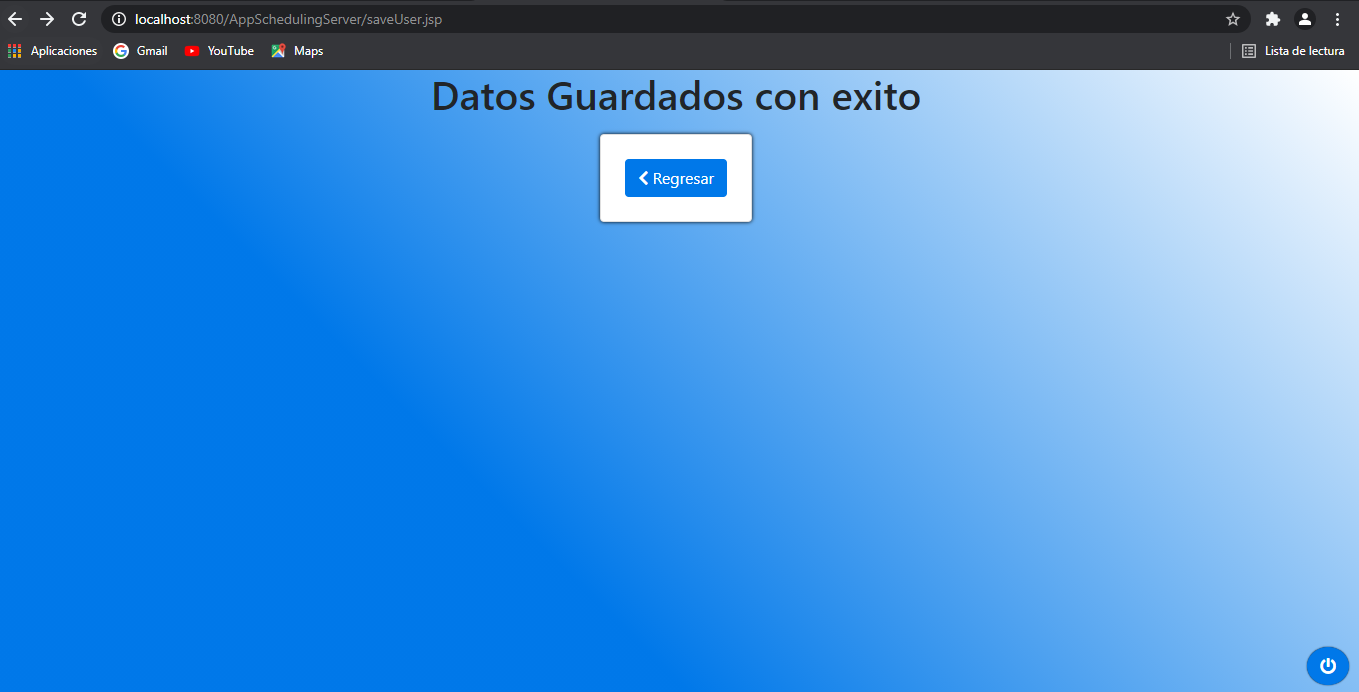 localhost:8080/AppSchedulingServer/saveUser.jsp
Aplicaciones Gmail YouTube Maps Lista de lectura
Datos Guardados con exito
Regresar